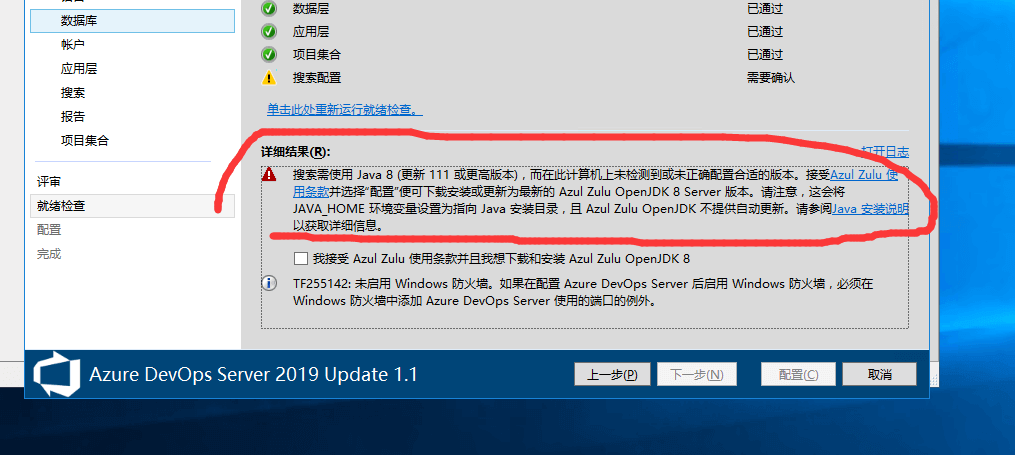 数据库
数据层 已通过
帐户
应用层 已通过
应用层
项目集合 已通过
搜索
搜索配置 需要确认
报告
单击此处重新运行就绪检查。
项目集合
详细结果(R): 打开日志
搜索需使用 Java 8 (更新 111 或更高版本)，而在此计算机上未检测到或未正确配置合适的版本。接受Azul Zulu 使
用条款并选择“配置”便可下载安装或更新为最新的 Azul Zulu OpenJDK 8 Server 版本。请注意，这会将
JAVA_HOME 环境变量设置为指向 Java 安装目录，且 Azul Zulu OpenJDK 不提供自动更新。请参阅Java 安装说明
以获取详细信息。
评审
就绪检查
配置
完成
我接受 Azul Zulu 使用条款并且我想下载和安装 Azul Zulu OpenJDK 8
TF255142: 未启用 Windows 防火墙。如果在配置 Azure DevOps Server 后启用 Windows 防火墙，必须在
Windows 防火墙中添加 Azure DevOps Server 使用的端口的例外。
Azure DevOps Server 2019 Update 1.1
上一步(P) 下一步(N) 配置(C) 取消